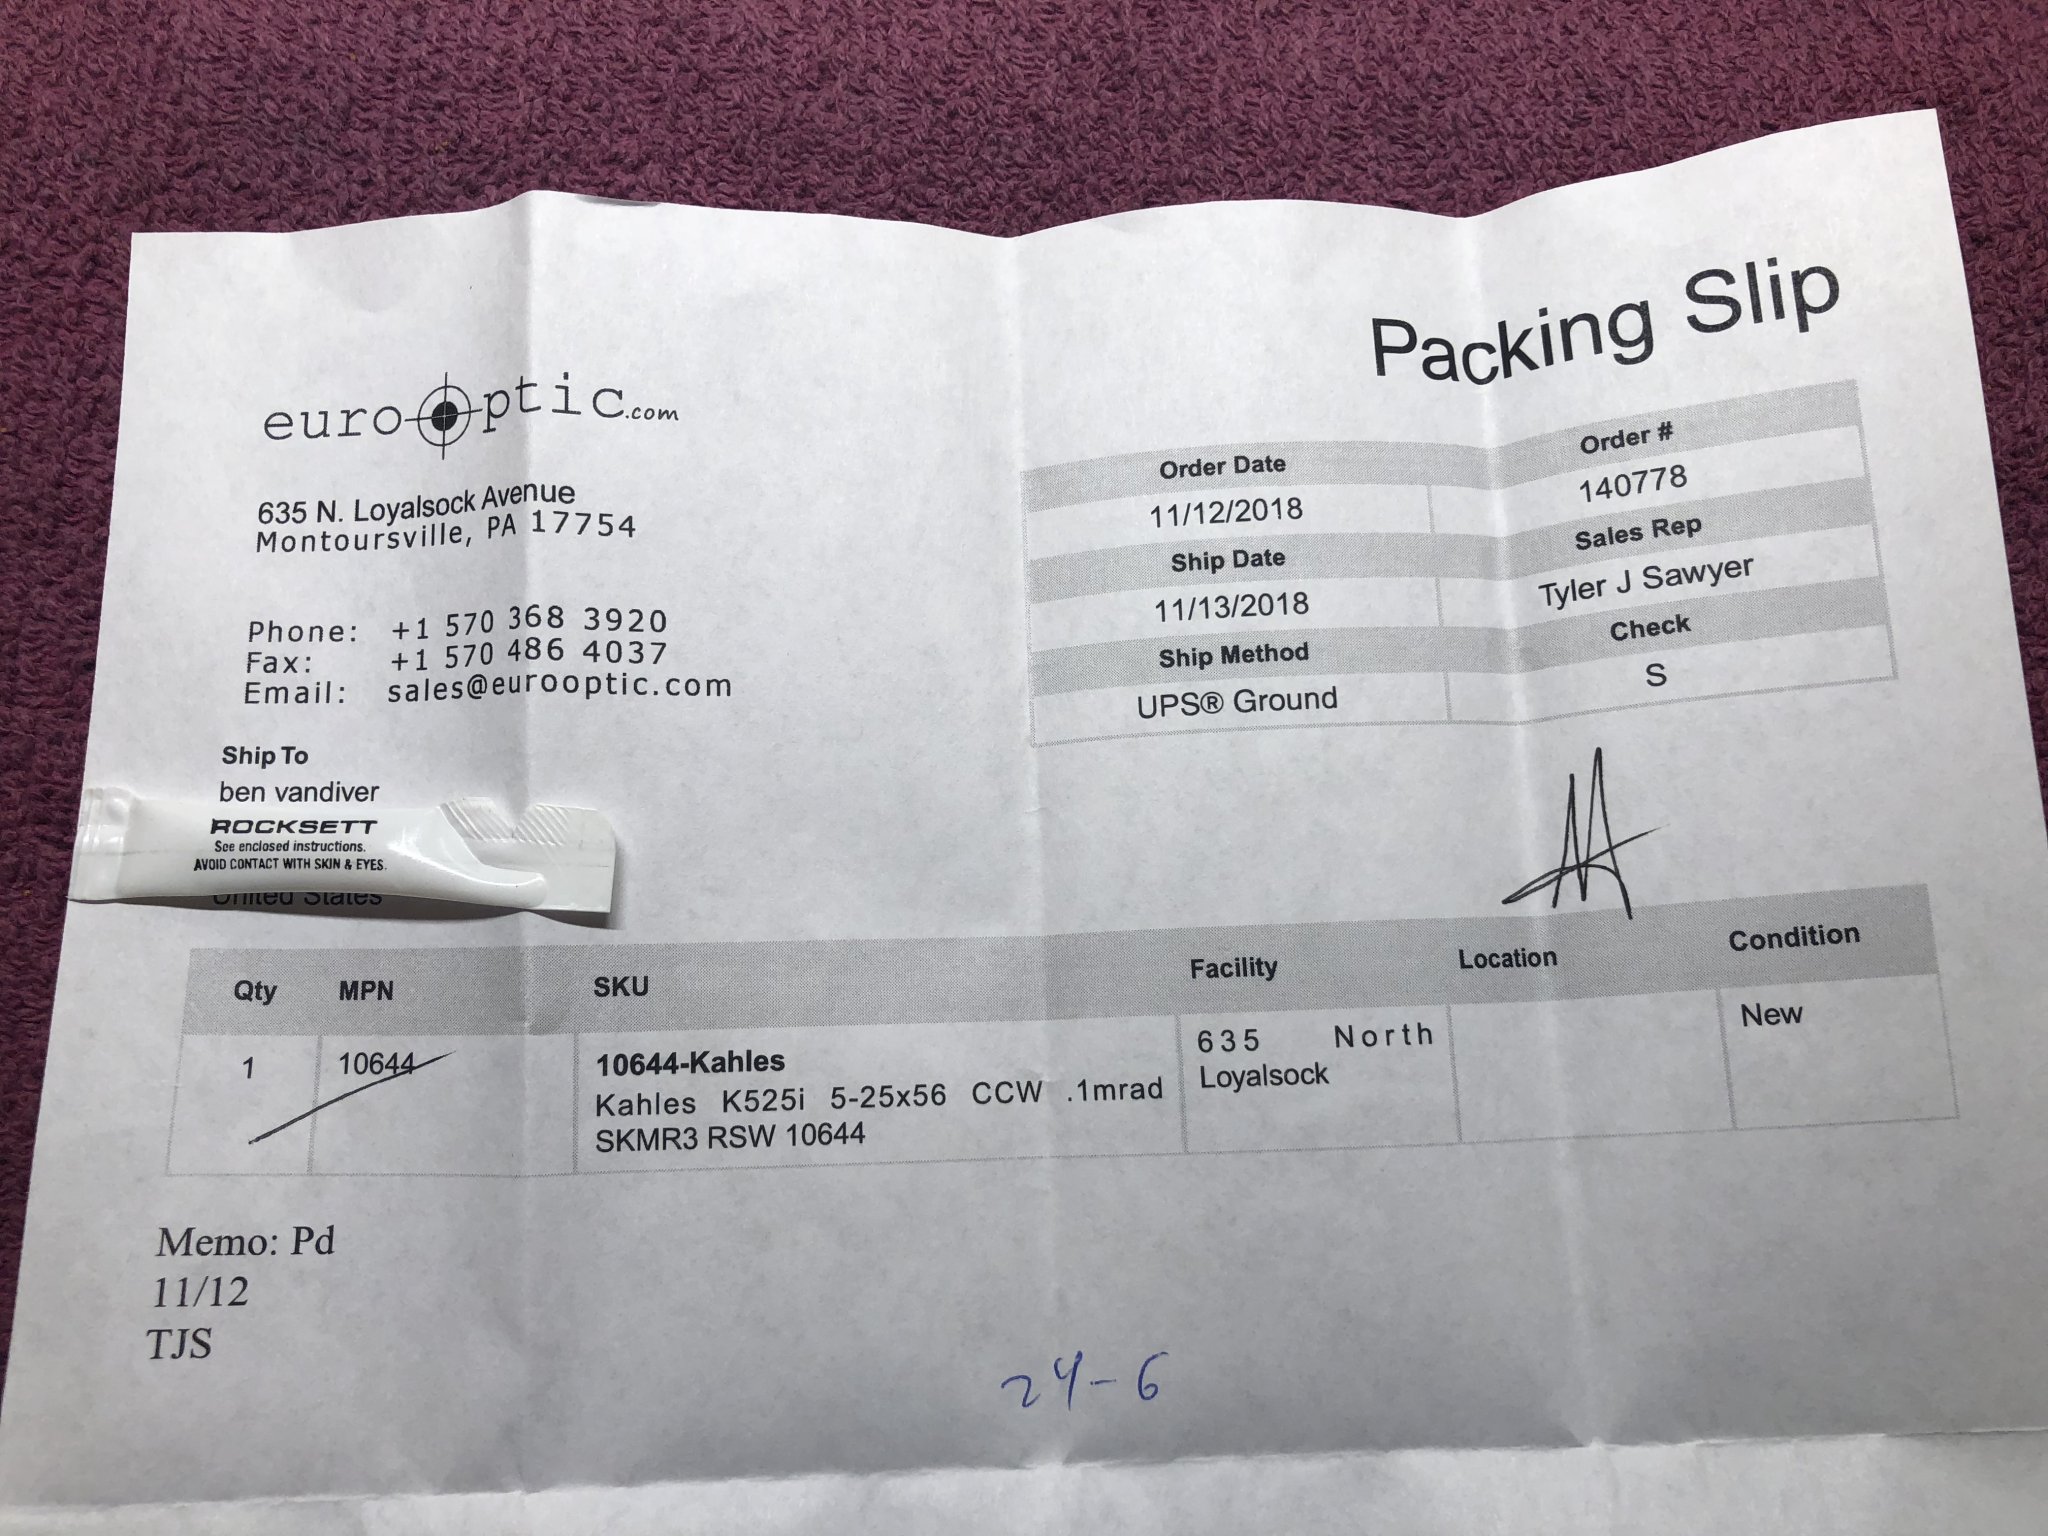 Packing Slip
eurooptic.com
635 N. Loyalsock Avenue
Montoursville, PA 17754
Phone: +1 570 368 3920
Fax: +1 570 486 4037
Email: sales@eurooptic.com
Order Date Order #
11/12/2018 140778
Ship Date Sales Rep
11/13/2018 Tyler J Sawyer
Ship Method Check
UPS® Ground S
Ship To
ben vandiver
ROCKSETT
See enclosed instructions.
AVOID CONTACT WITH SKIN & EYES.
United States
Qty MPN SKU Facility Location Condition
1 10644 10644-Kahles 635 North New
Kahles K525i 5-25x56 CCW .1mrad Loyalsock
SKMR3 RSW 10644
Memo: Pd
11/12
TJS
24-6